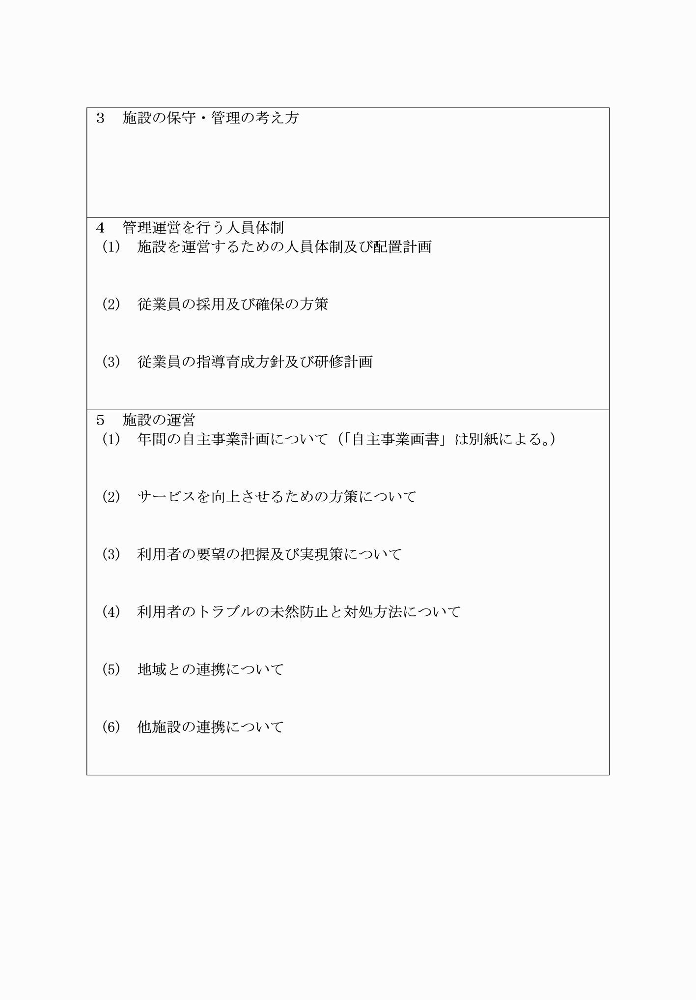 ３　施設の保守・管理の考え方
４　管理運営を行う人員体制
(1)　施設を運営するための人員体制及び配置計画
(2)　従業員の採用及び確保の方策
(3)　従業員の指導育成方針及び研修計画
５　施設の運営
(1)　年間の自主事業計画について（「自主事業画書」は別紙による。）
(2)　サービスを向上させるための方策について
(3)　利用者の要望の把握及び実現策について
(4)　利用者のトラブルの未然防止と対処方法について
(5)　地域との連携について
(6)　他施設の連携について